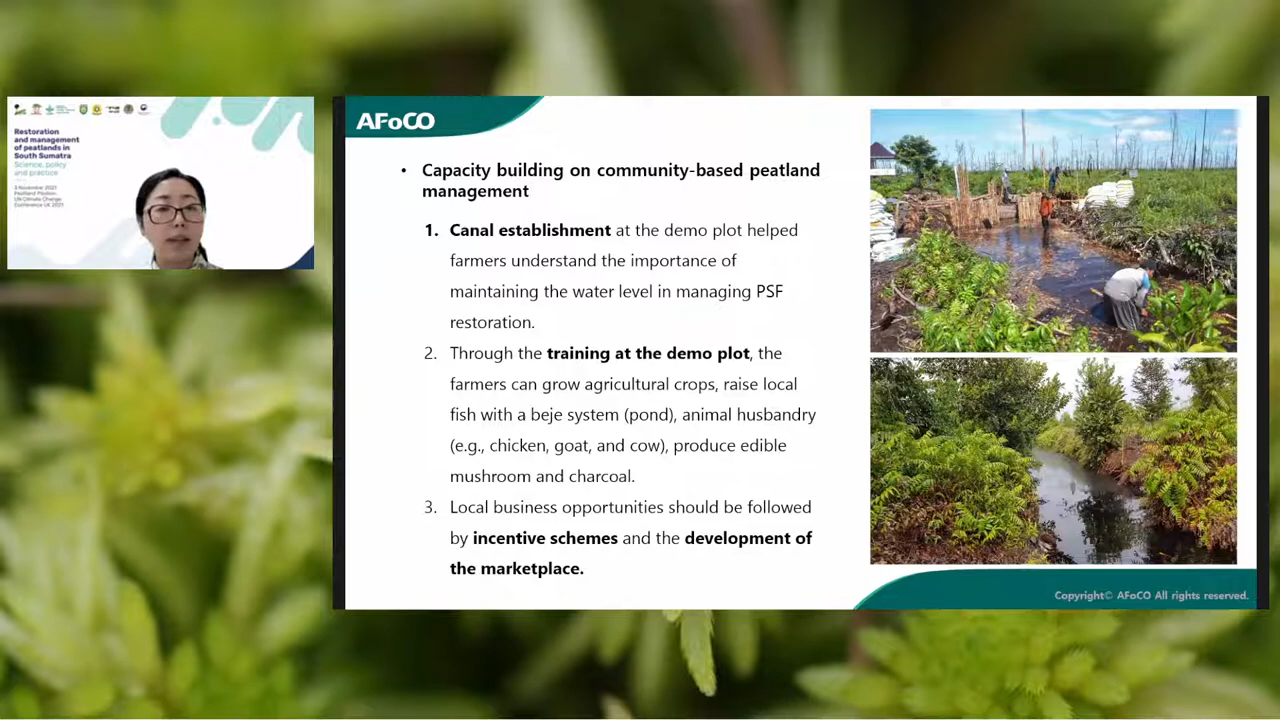 Restoration
and management
of peatlands in
South Sumatra
Science, policy
and practice
3 November 2021
Peatland Pavilion,
UN Climate Change
Conference UK 2021
AFoCO
• Capacity building on community-based peatland
management
1. Canal establishment at the demo plot helped
farmers understand the importance of
maintaining the water level in managing PSF
restoration.
2. Through the training at the demo plot, the
farmers can grow agricultural crops, raise local
fish with a beje system (pond), animal husbandry
(e.g., chicken, goat, and cow), produce edible
mushroom and charcoal.
3. Local business opportunities should be followed
by incentive schemes and the development of
the marketplace.
Copyright© AFoCO All rights reserved.